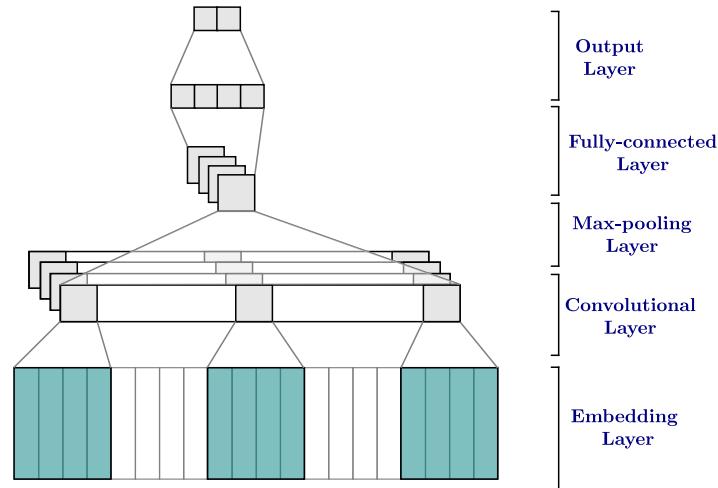 Output
Layer
Fully-connected
Layer
Max-pooling
Layer
Convolutional
Layer
Embedding
Layer